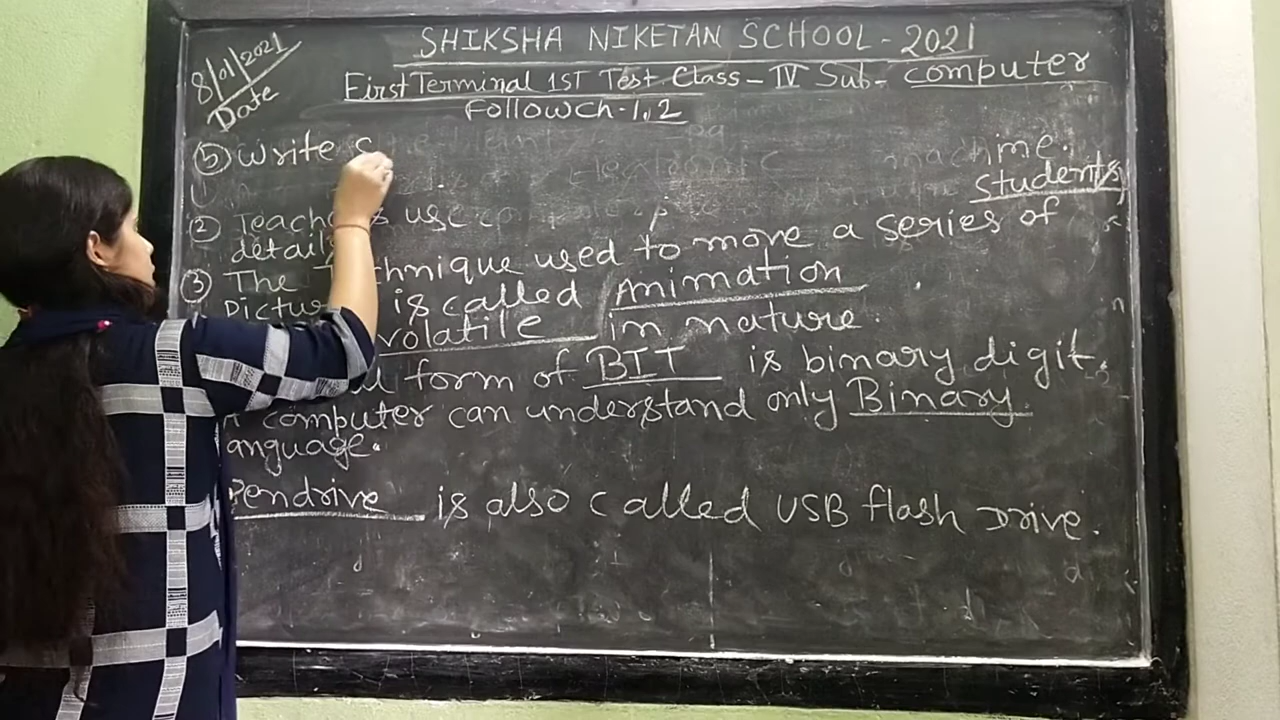 8/01/2021
Date
SHIKSHA NIKETAN SCHOOL - 2021
First Terminal 1ST Test Class - IV Sub - computer
Follow Ch - 1, 2
⑤ Write
machine.
students
② Teach use
details
③ The Technique used to move a series of
pictur is called Animation
volatile in nature.
form of BIT is binary digit.
A computer can understand only Binary
anguage.
Pendrive is also called USB flash Drive.